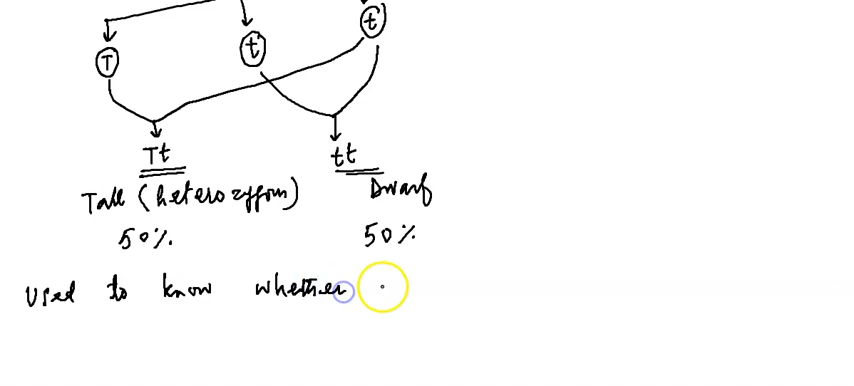 T t t
Tt tt
Tall (heterozygous) Dwarf
50% 50%
Used to know whether